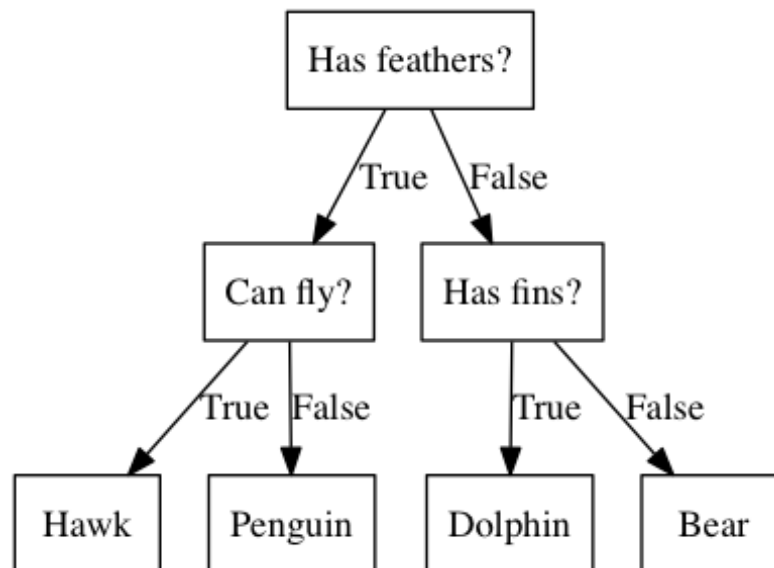 Has feathers?
True
False
Can fly?
Has fins?
True
False
True
False
Hawk
Penguin
Dolphin
Bear